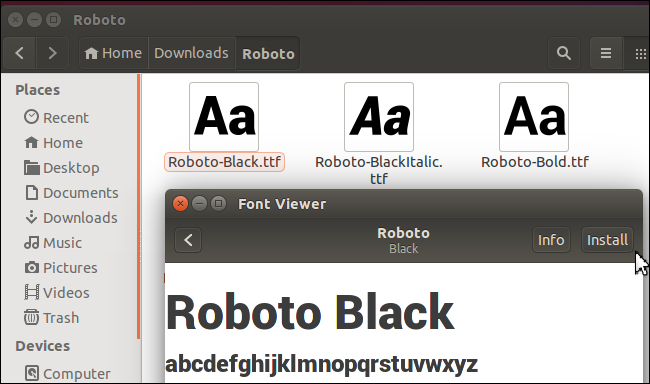 Roboto
Home
Downloads
Roboto
Places
Recent
Home
Desktop
Documents
Downloads
Music
Pictures
Videos
Trash
Devices
Computer
Aa
Aa
Aa
Roboto-Black.ttf
Roboto-BlackItalic.
ttf
Roboto-Bold.ttf
Font Viewer
Roboto
Black
Info
Install
Roboto Black
abcdefghijklmnopqrstuvwxyz